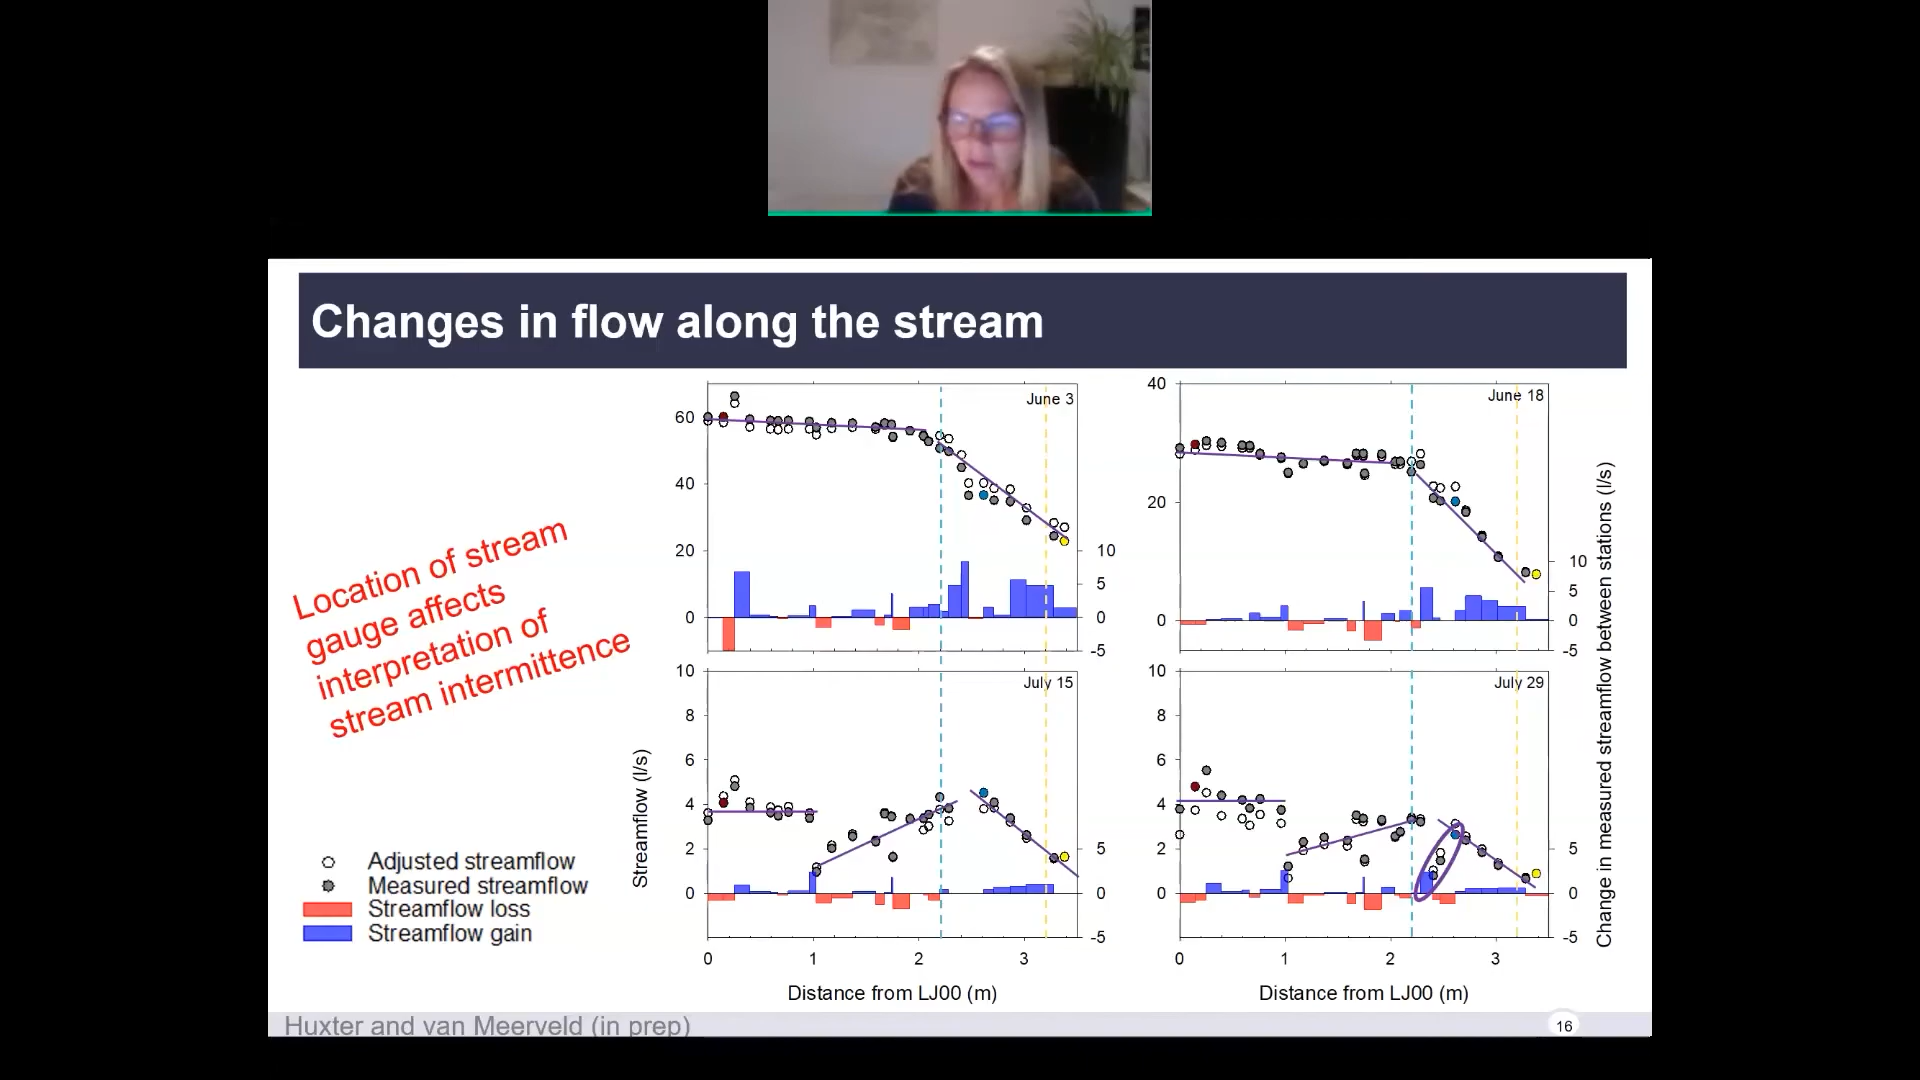 Changes in flow along the stream
Location of stream
gauge affects
interpretation of
stream intermittence
Adjusted streamflow
Measured streamflow
Streamflow loss
Streamflow gain
June 3
60
40
20
0
10
5
0
-5
June 18
40
20
0
10
5
0
-5
July 15
10
8
6
4
2
0
5
0
-5
0 1 2 3
July 29
10
8
6
4
2
0
5
0
-5
0 1 2 3
Streamflow (l/s)
Change in measured streamflow between stations (l/s)
Distance from LJ00 (m)
Distance from LJ00 (m)
Huxter and van Meerveld (in prep)
16